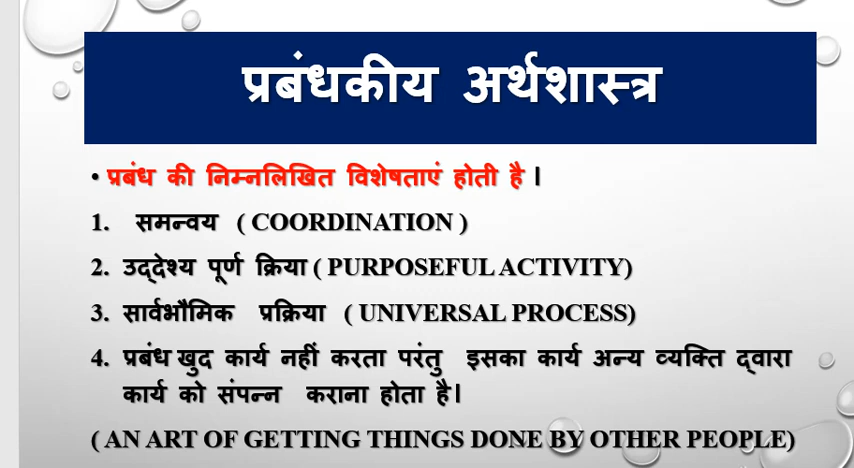 प्रबंधकीय अर्थशास्त्र
• प्रबंध की निम्नलिखित विशेषताएं होती है ।
1. समन्वय ( COORDINATION )
2. उद्देश्य पूर्ण क्रिया ( PURPOSEFUL ACTIVITY)
3. सार्वभौमिक प्रक्रिया ( UNIVERSAL PROCESS)
4. प्रबंध खुद कार्य नहीं करता परंतु इसका कार्य अन्य व्यक्ति द्वारा
कार्य को संपन्न कराना होता है।
( AN ART OF GETTING THINGS DONE BY OTHER PEOPLE)